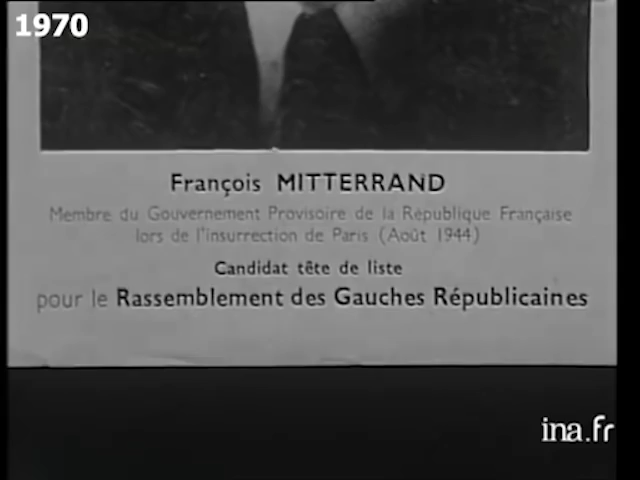 1970
François MITTERRAND
Membre du Gouvernement Provisoire de la République Française
lors de l'insurrection de Paris (Août 1944)
Candidat tête de liste
pour le Rassemblement des Gauches Républicaines
ina.fr